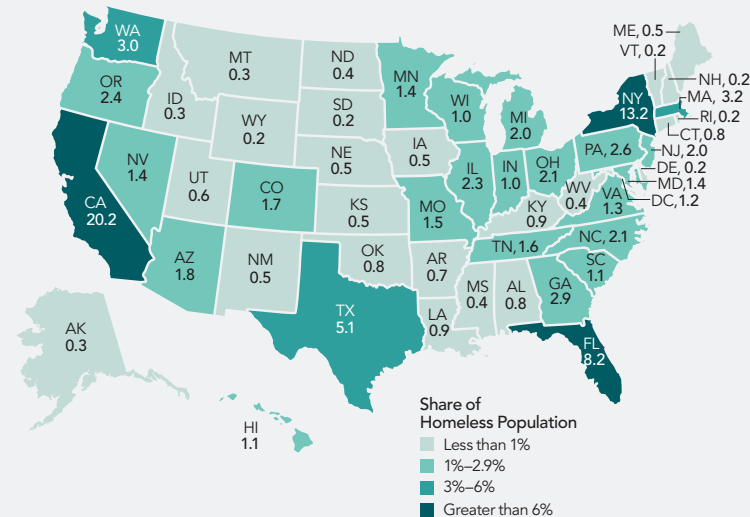 WA
3.0
OR
2.4
ID
0.3
MT
0.3
WY
0.2
ND
0.4
SD
0.2
NE
0.5
KS
0.5
OK
0.8
TX
5.1
NV
1.4
UT
0.6
CO
1.7
CA
20.2
AZ
1.8
NM
0.5
MN
1.4
IA
0.5
MO
1.5
AR
0.7
LA
0.9
WI
1.0
IL
2.3
MI
2.0
IN
1.0
OH
2.1
KY
0.9
TN, 1.6
MS
0.4
AL
0.8
GA
2.9
FL
8.2
SC
1.1
NC, 2.1
VA
1.3
WV
0.4
PA, 2.6
NY
13.2
ME, 0.5
VT, 0.2
NH, 0.2
MA, 3.2
RI, 0.2
CT, 0.8
NJ, 2.0
DE, 0.2
MD, 1.4
DC, 1.2
AK
0.3
HI
1.1
Share of
Homeless Population
Less than 1%
1%–2.9%
3%–6%
Greater than 6%